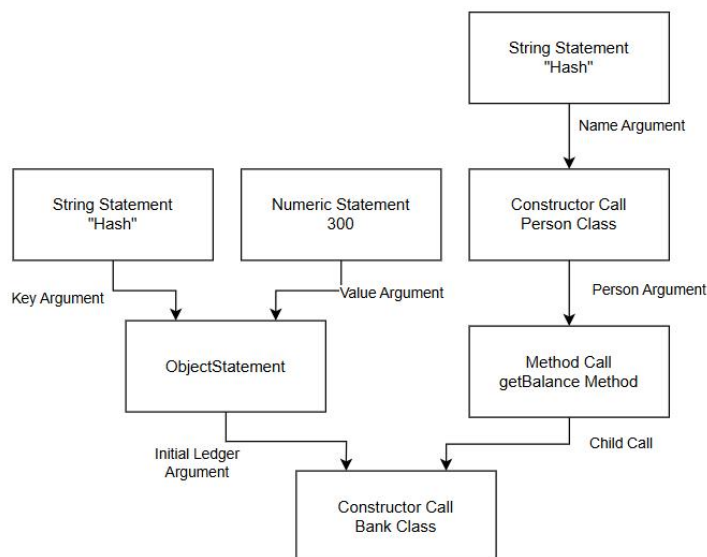 String Statement
"Hash"
Name Argument
String Statement
"Hash"
Numeric Statement
300
Constructor Call
Person Class
Key Argument
Value Argument
Person Argument
ObjectStatement
Method Call
getBalance Method
Initial Ledger
Argument
Child Call
Constructor Call
Bank Class